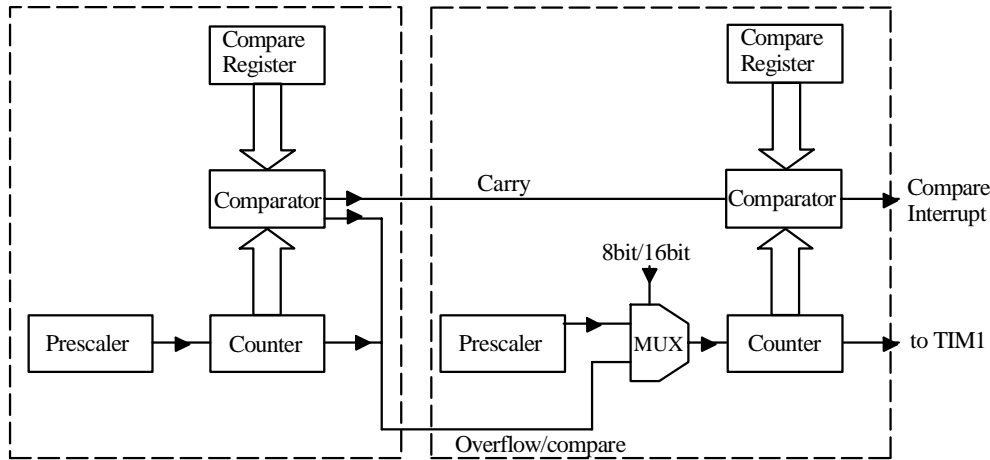 Compare
Register
Compare
Register
Comparator
Carry
Comparator
Compare
Interrupt
8bit/16bit
Prescaler
Counter
Prescaler
MUX
Counter
to TIM1
Overflow/compare